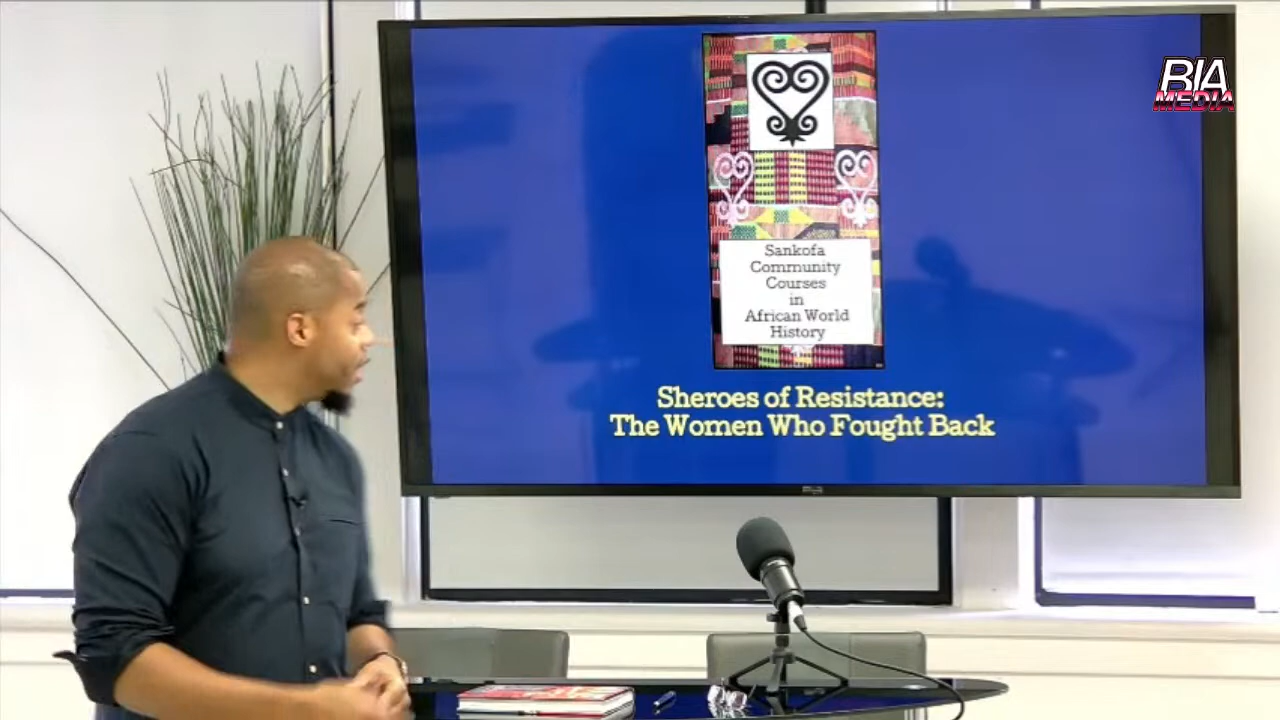 BIA
MEDIA
Sankofa
Community
Courses
in
African World
History
Sheroes of Resistance:
The Women Who Fought Back